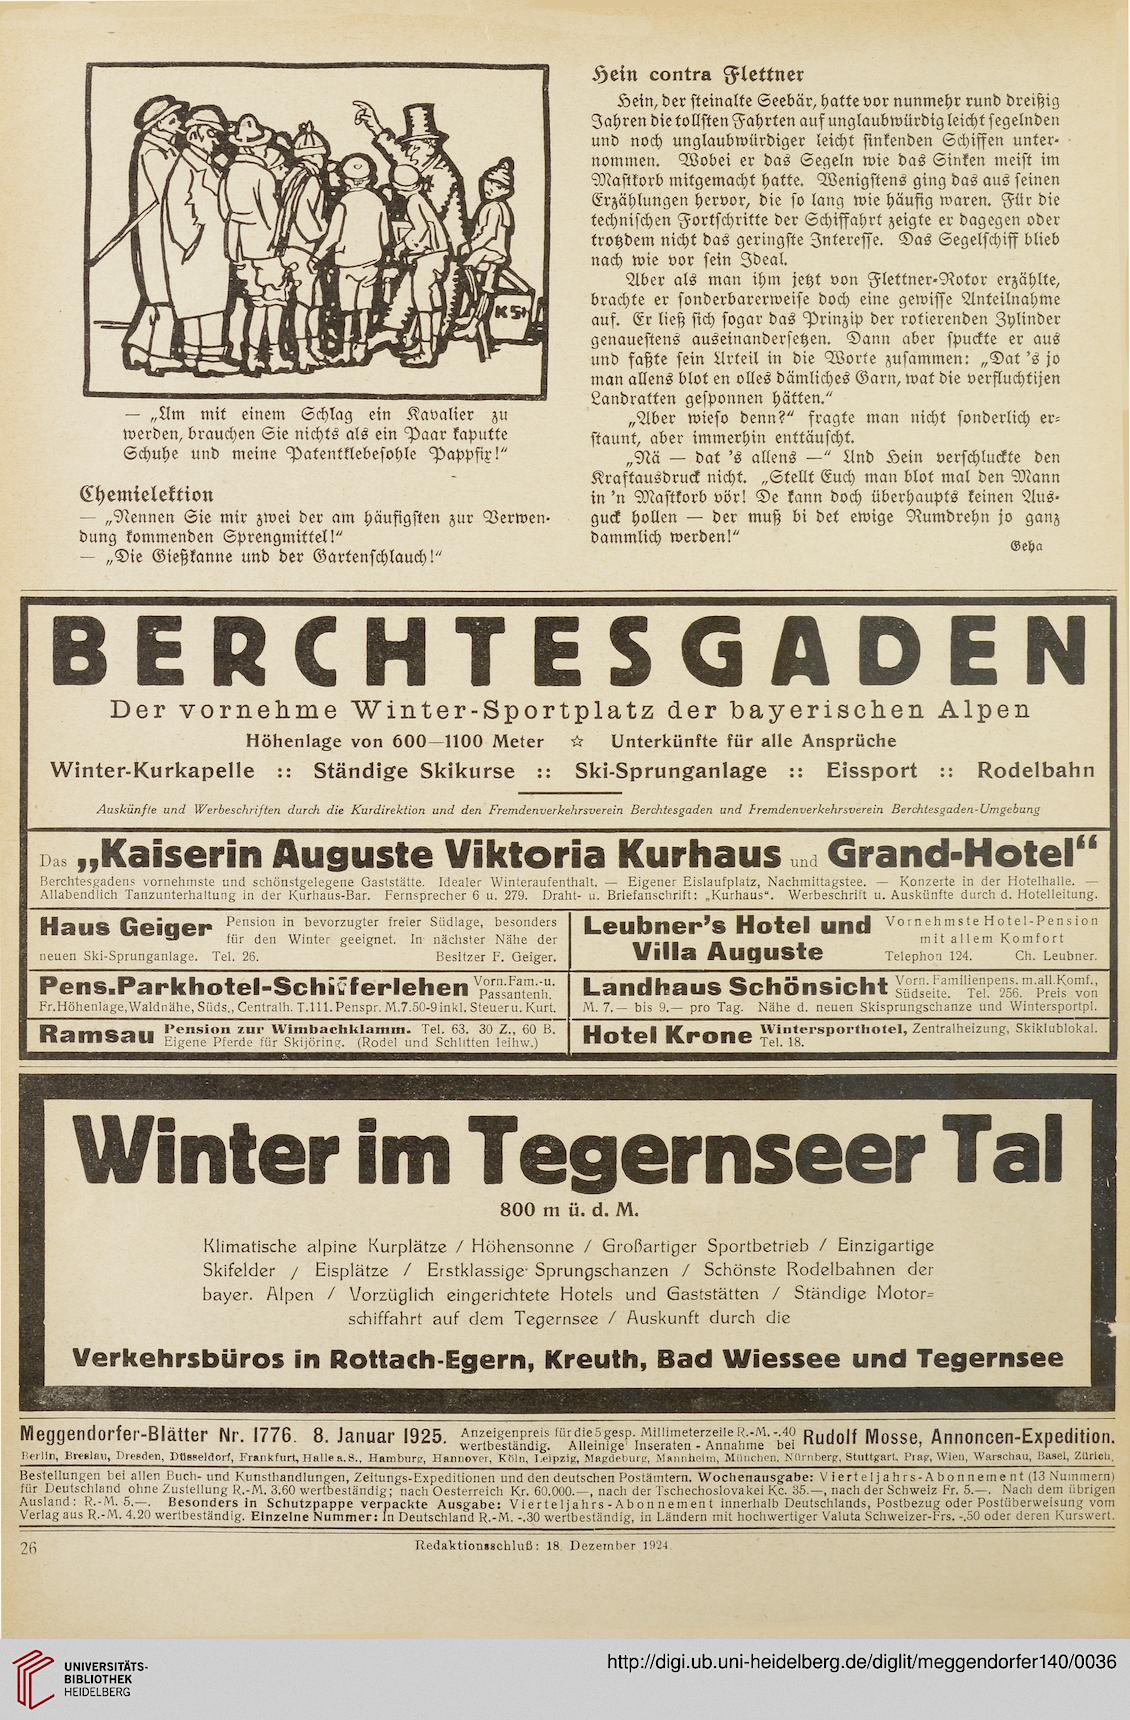 KSt
— „Um mit einem Schlag ein Kavalier zu
werden, brauchen Sie nichts als ein Paar kaputte
Schuhe und meine Patentklebesohle Pappfix!"
Chemielektion
— „Nennen Sie mir zwei der am häufigsten zur Verwen-
dung kommenden Sprengmittel!"
— „Die Gießkanne und der Gartenschlauch!"
Hein contra Flettner
Hein, der steinalte Seebär, hatte vor nunmehr rund dreißig
Jahren die tollsten Fahrten auf unglaubwürdig leicht segelnden
und noch unglaubwürdiger leicht sinkenden Schiffen unter-
nommen. Wobei er das Segeln wie das Sinken meist im
Mastkorb mitgemacht hatte. Wenigstens ging das aus seinen
Erzählungen hervor, die so lang wie häufig waren. Für die
technischen Fortschritte der Schiffahrt zeigte er dagegen oder
trotzdem nicht das geringste Interesse. Das Segelschiff blieb
nach wie vor sein Ideal.
Aber als man ihm jetzt von Flettner-Rotor erzählte,
brachte er sonderbarerweise doch eine gewisse Anteilnahme
auf. Er ließ sich sogar das Prinzip der rotierenden Zylinder
genauestens auseinandersetzen. Dann aber spuckte er aus
und faßte sein Urteil in die Worte zusammen: „Dat 's jo
man allens blot en olles dämliches Garn, wat die verfluchtijen
Landratten gesponnen hätten."
„Aber wieso denn?" fragte man nicht sonderlich er-
staunt, aber immerhin enttäuscht.
„Nä — dat 's allens —" Und Hein verschluckte den
Kraftausdruck nicht. „Stellt Euch man blot mal den Mann
in 'n Mastkorb vör! De kann doch überhaupts keinen Aus-
guck hollen — der muß bi det ewige Rumdrehn jo ganz
dammlich werden!"
Geha
BERCHTESGADEN
Der vornehme Winter-Sportplatz der bayerischen Alpen
Höhenlage von 600—1100 Meter ☆ Unterkünfte für alle Ansprüche
Winter-Kurkapelle :: Ständige Skikurse :: Ski-Sprunganlage :: Eissport :: Rodelbahn
Auskünfte und Werbeschriften durch die Kurdirektion und den Fremdenverkehrsverein Berchtesgaden und Fremdenverkehrsverein Berchtesgaden-Umgebung
Das „Kaiserin Auguste Viktoria Kurhaus und Grand-Hotel"
Berchtesgadens vornehmste und schönstgelegene Gaststätte. Idealer Winteraufenthalt. — Eigener Eislaufplatz, Nachmittagstee. — Konzerte in der Hotelhalle. —
Allabendlich Tanzunterhaltung in der Kurhaus-Bar. Fernsprecher 6 u. 279. Draht- u. Briefanschrift: „Kurhaus". Werbeschrift u. Auskünfte durch d. Hotelleitung.
Haus Geiger Pension in bevorzugter freier Südlage, besonders
für den Winter geeignet. In nächster Nähe der
neuen Ski-Sprunganlage. Tel. 26. Besitzer F. Geiger.
Leubner's Hotel und Villa Auguste
Vornehmste Hotel-Pension
mit allem Komfort
Telephon 124. Ch. Leubner.
Pens.Parkhotel-Schifferlehen Vorn.Fam.-u.
Passantenh.
Fr.Höhenlage,Waldnähe,Süds.,Centralh.T.111.Penspr.M.7.50-9 inkl.Steuer u. Kurt.
Landhaus Schönsicht Vorn. Familienpens. m.all.Komf.,
Südseite. Tel. 256. Preis von
M. 7.— bis 9.— pro Tag. Nähe d. neuen Skisprungschanze und Wintersportpl.
Ramsau Pension zur Wimbachklamm. Tel. 63. 30 Z., 60 B.
Eigene Pferde für Skijöring. (Rodel und Schlitten leihw.)
Hotel Krone Wintersporthotel, Zentralheizung, Skiklublokal.
Tel. 18.
Winter im Tegernseer Tal
800 m ü. d. M.
Klimatische alpine Kurplätze / Höhensonne / Großartiger Sportbetrieb / Einzigartige
Skifelder / Eisplätze / Erstklassige Sprungschanzen / Schönste Rodelbahnen der
bayer. Alpen / Vorzüglich eingerichtete Hotels und Gaststätten / Ständige Motor-
schiffahrt auf dem Tegernsee / Auskunft durch die
Verkehrsbüros in Rottach-Egern, Kreuth, Bad Wiessee und Tegernsee
Meggendorfer-Blätter Nr. 1776. 8. Januar 1925. Anzeigenpreis für die 5 gesp. Millimeterzeile R.-M. -.40
wertbeständig. Alleinige Inseraten-Annahme bei Rudolf Mosse, Annoncen-Expedition.
Berlin, Breslau, Dresden, Düsseldorf, Frankfurt, Halle a.S., Hamburg, Hannover, Köln, Leipzig, Magdeburg, Mannheim, München, Nürnberg, Stuttgart. Prag, Wien, Warschau, Basel, Zürich.
Bestellungen bei allen Buch- und Kunsthandlungen, Zeitungs-Expeditionen und den deutschen Postämtern. Wochenausgabe: Vierteljahrs-Abonnement (13 Nummern)
für Deutschland ohne Zustellung R.-M. 3.60 wertbeständig; nach Oesterreich Kr. 60.000.—, nach der Tschechoslovakei Kc. 35.—, nach der Schweiz Fr. 5.—. Nach dem übrigen
Ausland: R.-M. 5.—. Besonders in Schutzpappe verpackte Ausgabe: Vierteljahrs-Abonnement innerhalb Deutschlands, Postbezug oder Postüberweisung vom
Verlag aus R.-M. 4.20 wertbeständig. Einzelne Nummer: In Deutschland R.-M. -.30 wertbeständig, in Ländern mit hochwertiger Valuta Schweizer-Frs. -,50 oder deren Kurswert.
26
Redaktionsschluß: 18. Dezember 1924.
UNIVERSITÄTS-
BIBLIOTHEK
HEIDELBERG
http://digi.ub.uni-heidelberg.de/diglit/meggendorfer140/0036